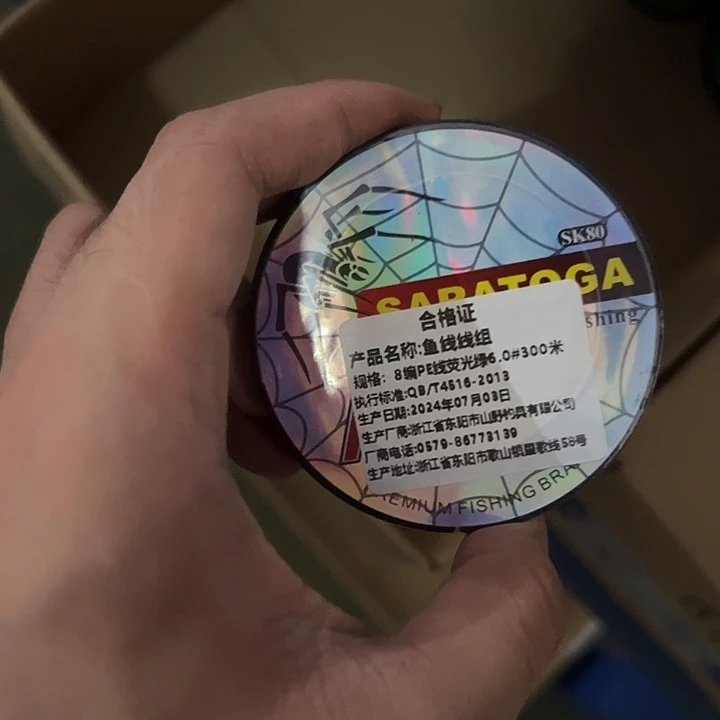 SK80
SARATOGA
shing
合格证
产品名称:鱼线线组
规格：8编PE线荧光绿6.0#300米
执行标准:QB/T4516-2013
生产日期:2024年07月03日
生产厂商:浙江省东阳市山野钓具有限公司
厂商电话:0579-86773139
生产地址:浙江省东阳市歌山镇歌线58号
EMIUM FISHING BRA